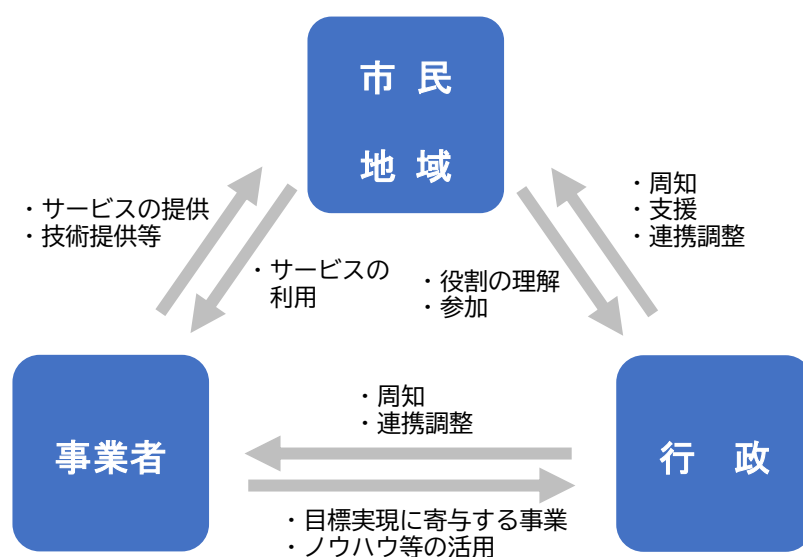 市 民
地 域
・周知
・支援
・連携調整
・サービスの提供
・技術提供等
・サービスの
利用
・役割の理解
・参加
・周知
・連携調整
事業者
行 政
・目標実現に寄与する事業
・ノウハウ等の活用